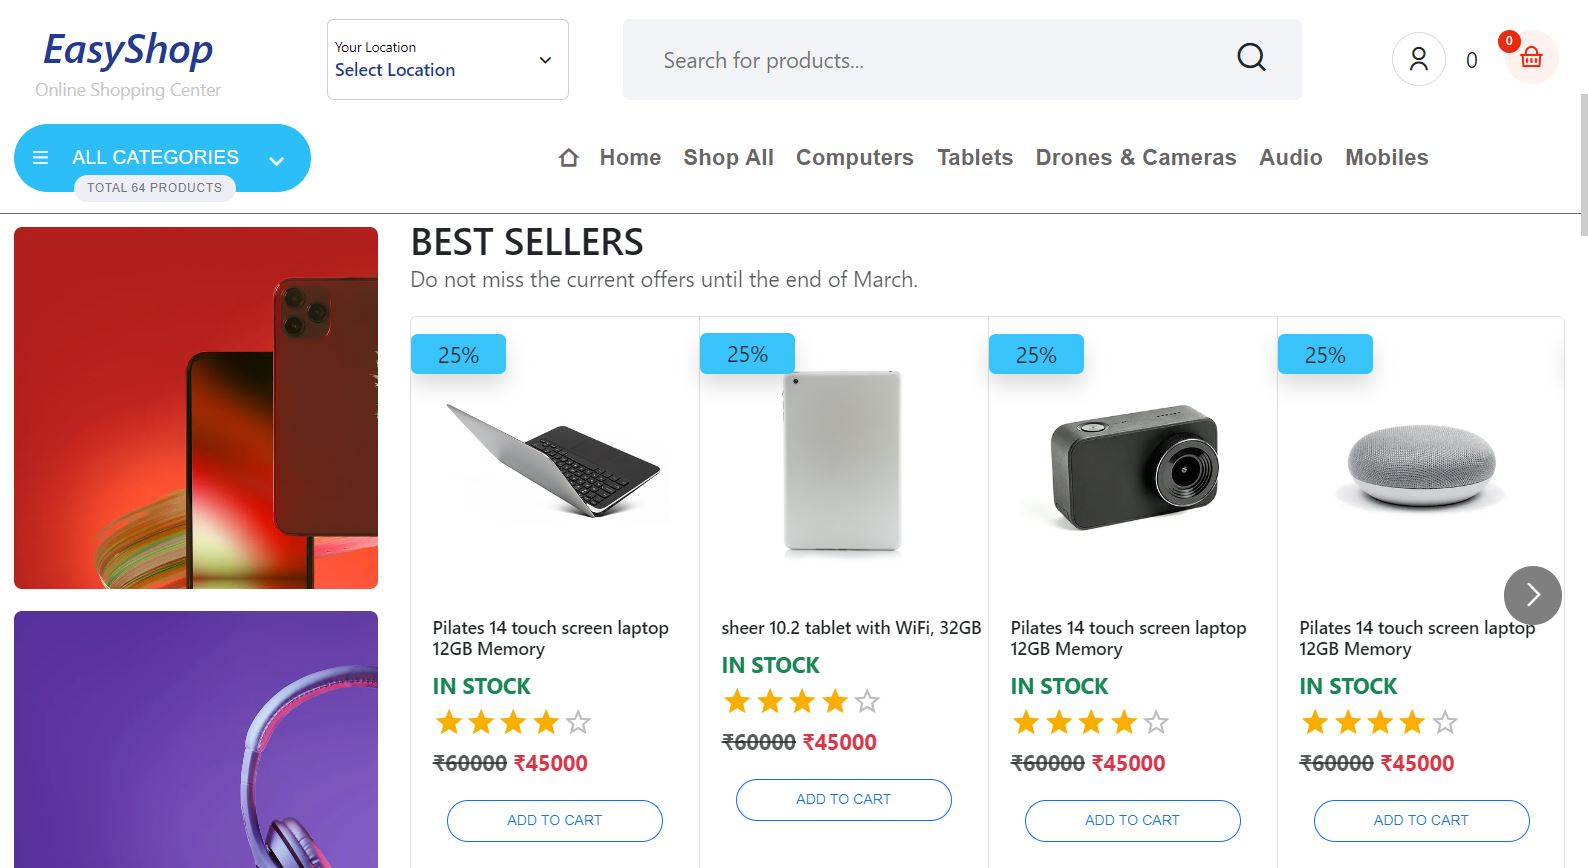 EasyShop
Online Shopping Center
Your Location
Select Location
Search for products...
0
0
ALL CATEGORIES
TOTAL 64 PRODUCTS
Home
Shop All
Computers
Tablets
Drones & Cameras
Audio
Mobiles
BEST SELLERS
Do not miss the current offers until the end of March.
25%
Pilates 14 touch screen laptop
12GB Memory
IN STOCK
₹60000 ₹45000
ADD TO CART
25%
sheer 10.2 tablet with WiFi, 32GB
IN STOCK
₹60000 ₹45000
ADD TO CART
25%
Pilates 14 touch screen laptop
12GB Memory
IN STOCK
₹60000 ₹45000
ADD TO CART
25%
Pilates 14 touch screen laptop
12GB Memory
IN STOCK
₹60000 ₹45000
ADD TO CART